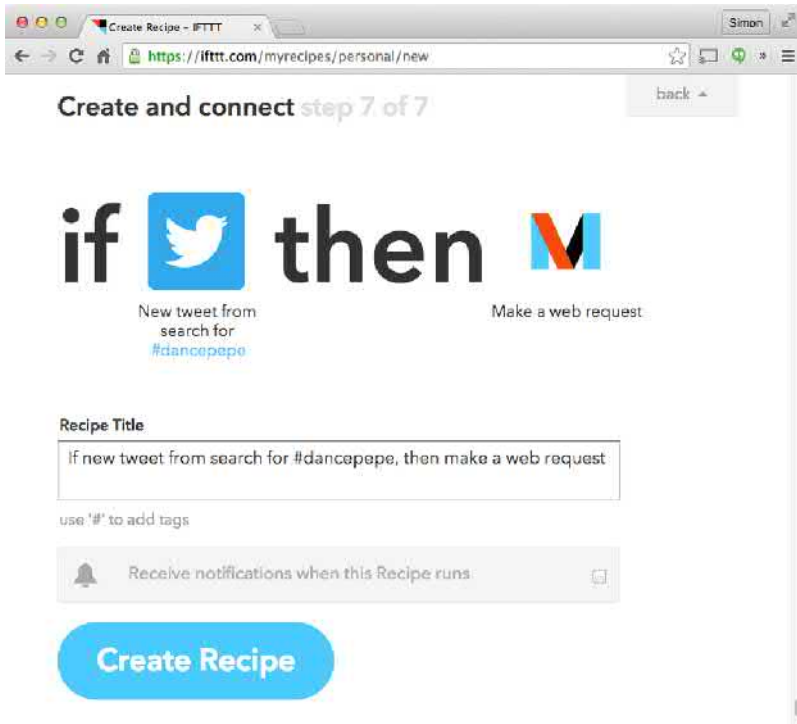 Create Recipe - IFTTT
Simon
https://ifttt.com/myrecipes/personal/new
Create and connect step 7 of 7
back
if then
New tweet from
search for
#dancepepe
Make a web request
Recipe Title
If new tweet from search for #dancepepe, then make a web request
use '#' to add tags
Receive notifications when this Recipe runs
Create Recipe